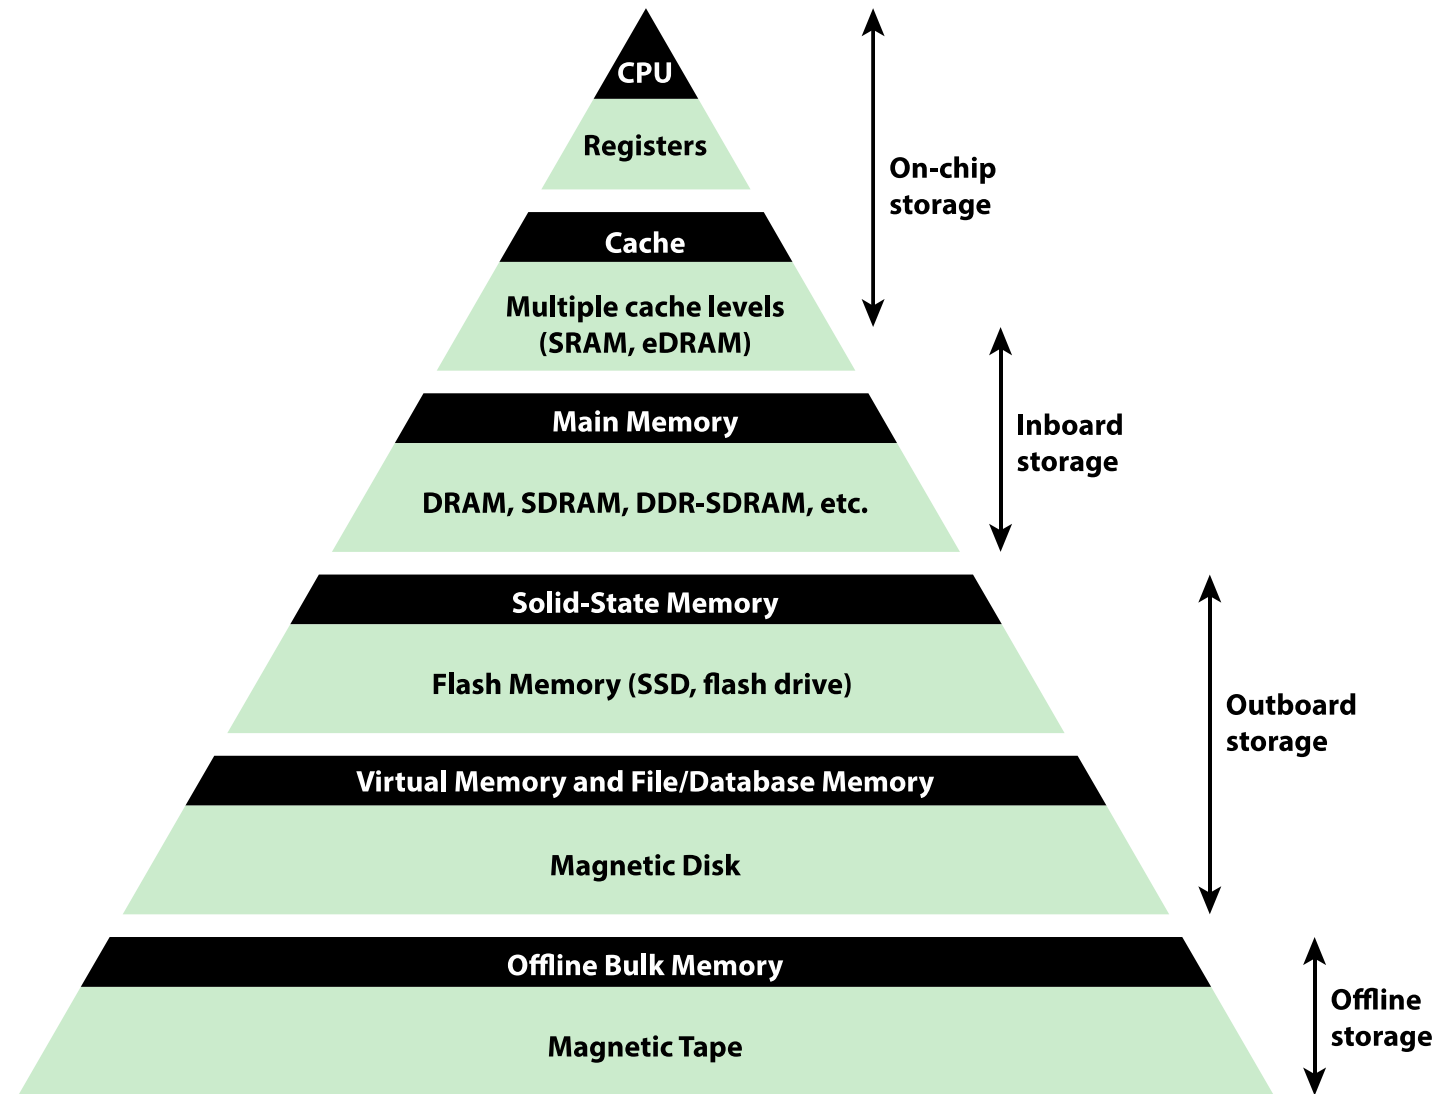 CPU
Registers
On-chip
storage
Cache
Multiple cache levels
(SRAM, eDRAM)
Main Memory
DRAM, SDRAM, DDR-SDRAM, etc.
Inboard
storage
Solid-State Memory
Flash Memory (SSD, flash drive)
Outboard
storage
Virtual Memory and File/Database Memory
Magnetic Disk
Offline Bulk Memory
Magnetic Tape
Offline
storage